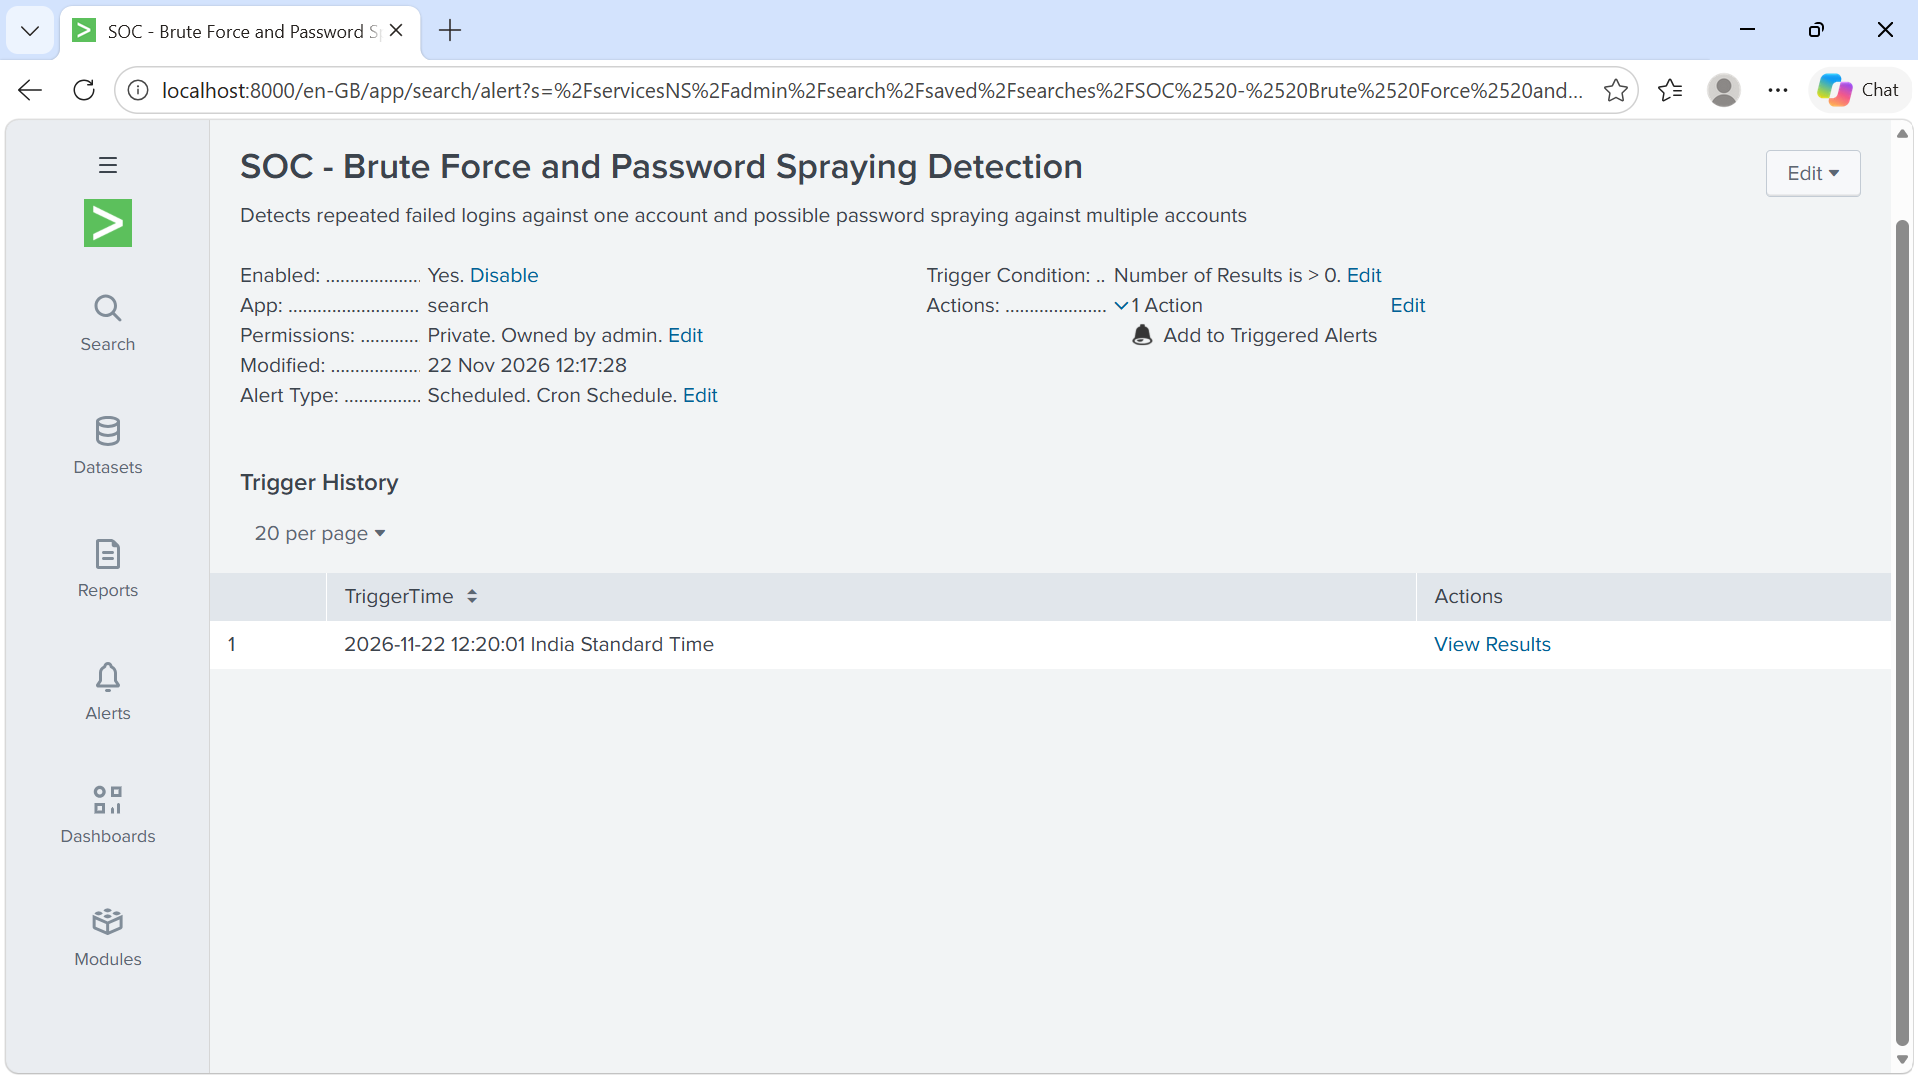 SOC - Brute Force and Password S
localhost:8000/en-GB/app/search/alert?s=%2FservicesNS%2Fadmin%2Fsearch%2Fsaved%2Fsearches%2FSOC%2520-%2520Brute%2520Force%2520and...
Chat
SOC - Brute Force and Password Spraying Detection
Edit
Detects repeated failed logins against one account and possible password spraying against multiple accounts
Enabled: ................... Yes. Disable
App: .......................... search
Permissions: ............ Private. Owned by admin. Edit
Modified: .................. 22 Nov 2026 12:17:28
Alert Type: ................ Scheduled. Cron Schedule. Edit
Trigger Condition: .. Number of Results is > 0. Edit
Actions: ..................... 1 Action Edit
Add to Triggered Alerts
Search
Datasets
Reports
Alerts
Dashboards
Modules
Trigger History
20 per page
TriggerTime Actions
1 2026-11-22 12:20:01 India Standard Time View Results